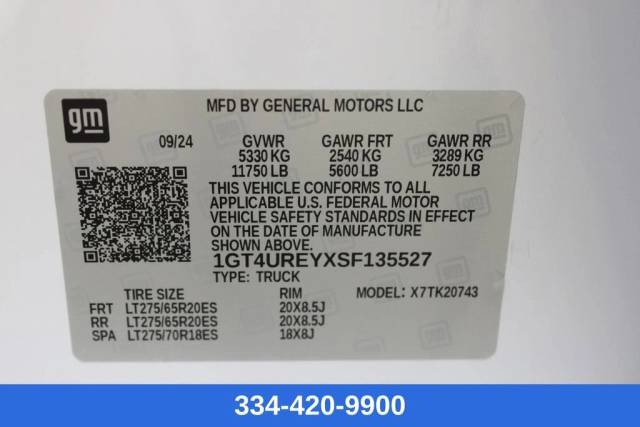 gm
MFD BY GENERAL MOTORS LLC
09/24 GVWR GAWR FRT GAWR RR
5330 KG 2540 KG 3289 KG
11750 LB 5600 LB 7250 LB
THIS VEHICLE CONFORMS TO ALL
APPLICABLE U.S. FEDERAL MOTOR
VEHICLE SAFETY STANDARDS IN EFFECT
ON THE DATE OF MANUFACTURE
SHOWN ABOVE.
1GT4UREYXSF135527
TYPE: TRUCK
TIRE SIZE RIM MODEL: X7TK20743
FRT LT275/65R20ES 20X8.5J
RR LT275/65R20ES 20X8.5J
SPA LT275/70R18ES 18X8J
334-420-9900